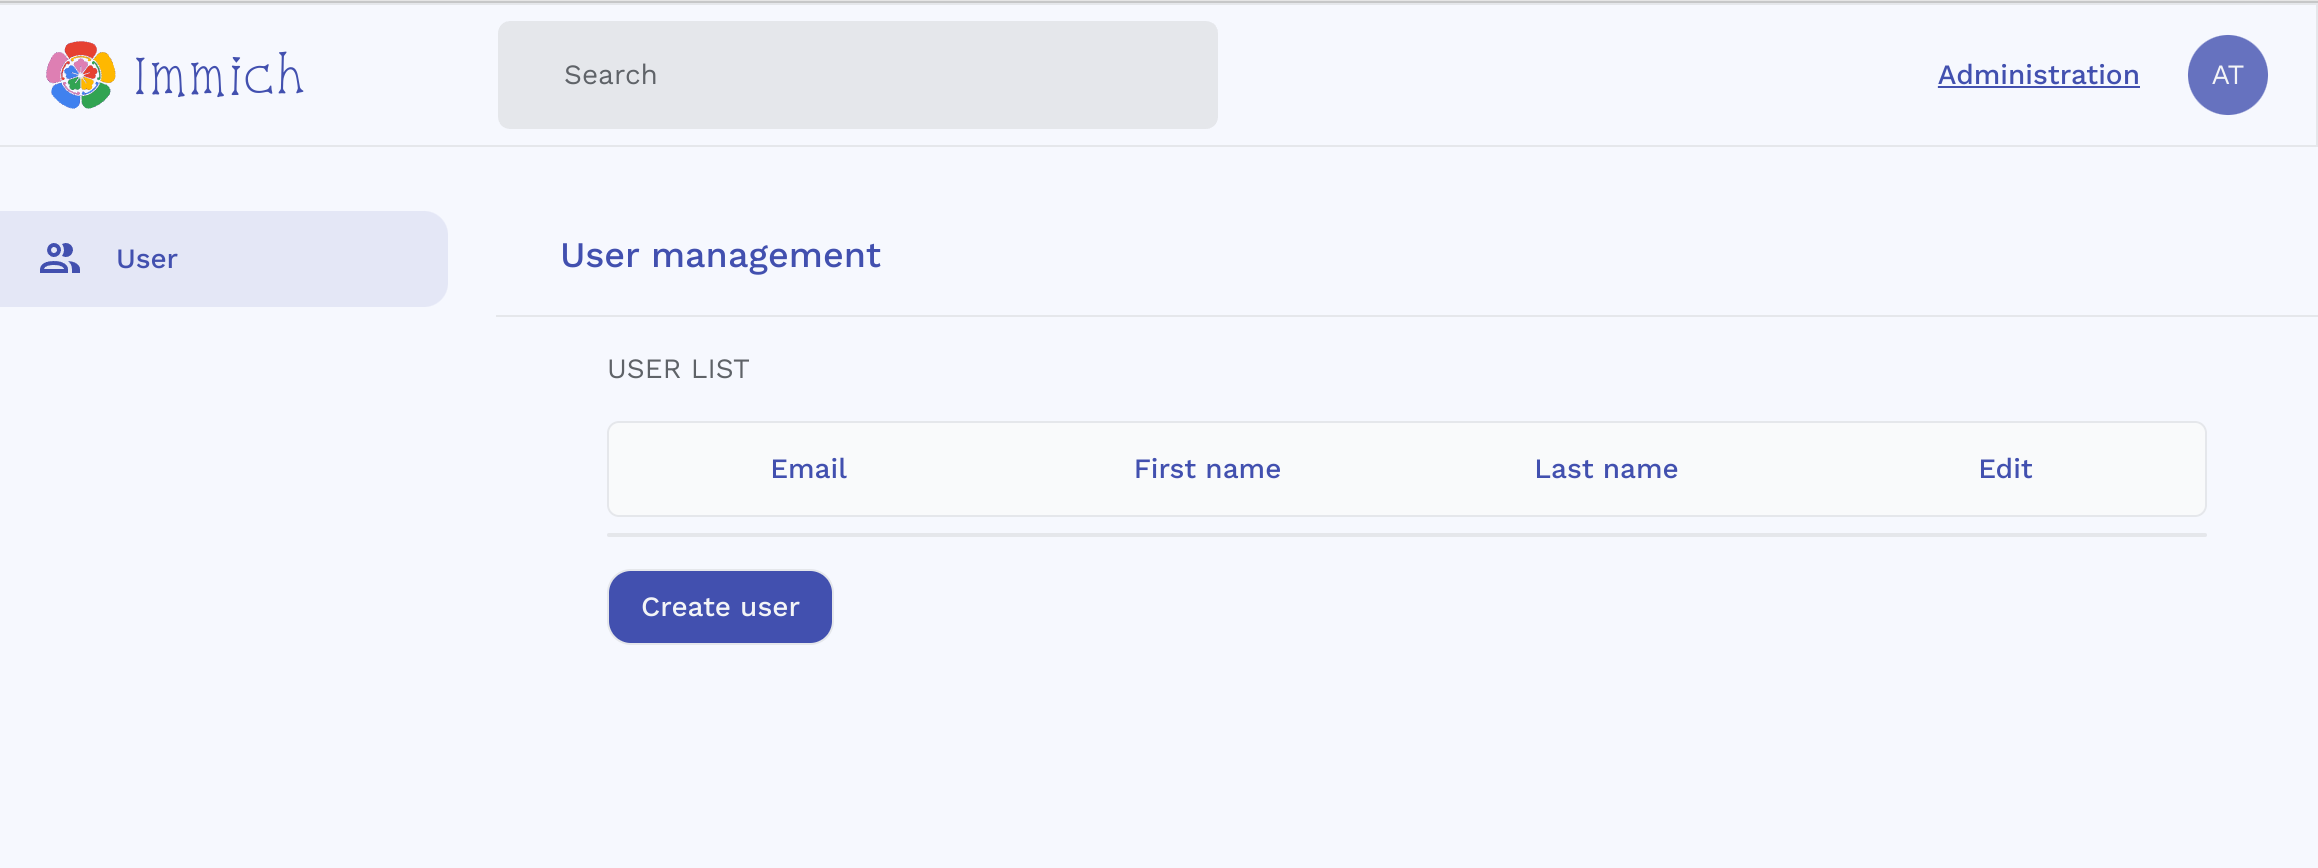 Immich
Search
Administration
AT
User
User management
USER LIST
Email First name Last name Edit
Create user